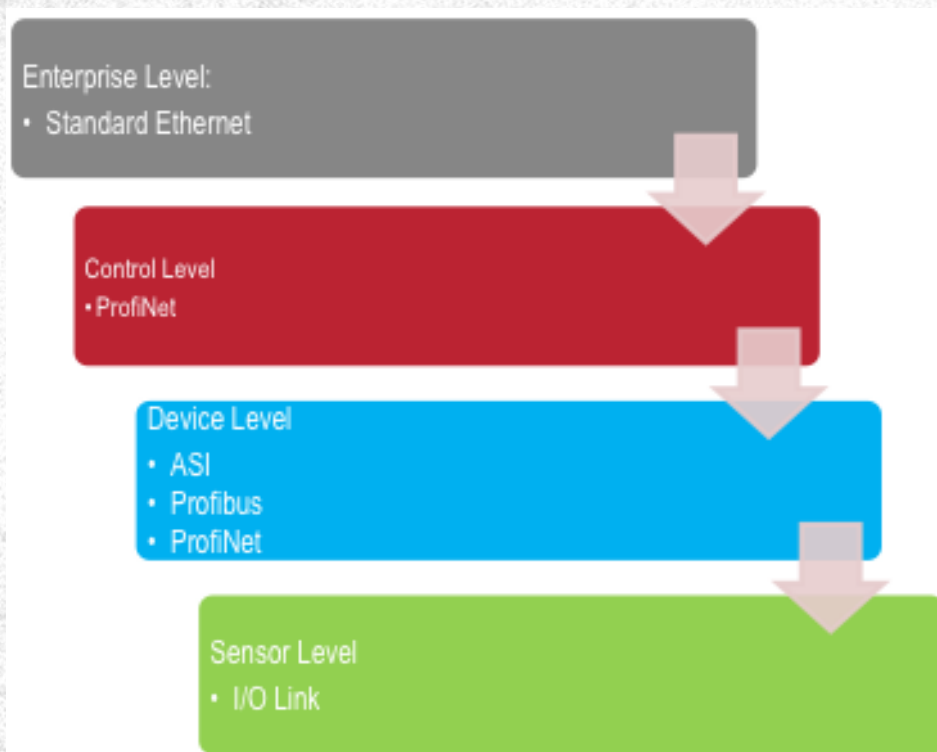 Enterprise Level:
• Standard Ethernet
Control Level
• ProfiNet
Device Level
• ASI
• Profibus
• ProfiNet
Sensor Level
• I/O Link